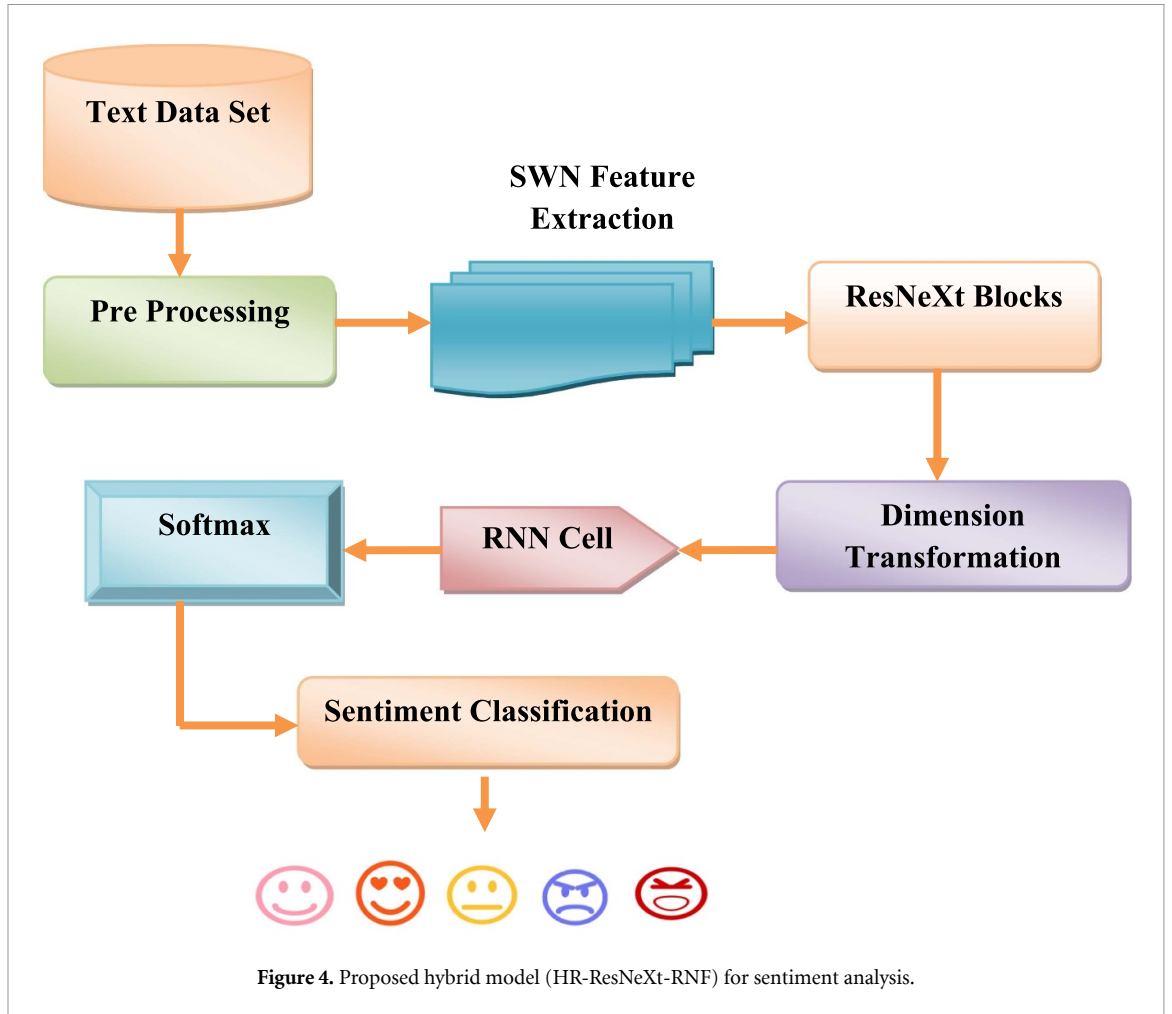 Text Data Set
SWN Feature
Extraction
Pre Processing
ResNeXt Blocks
Softmax
RNN Cell
Dimension
Transformation
Sentiment Classification
Figure 4. Proposed hybrid model (HR-ResNeXt-RNF) for sentiment analysis.